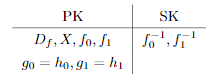 PK SK
D_f, X, f_0, f_1 f_0^{-1}, f_1^{-1}
g_0 = h_0, g_1 = h_1